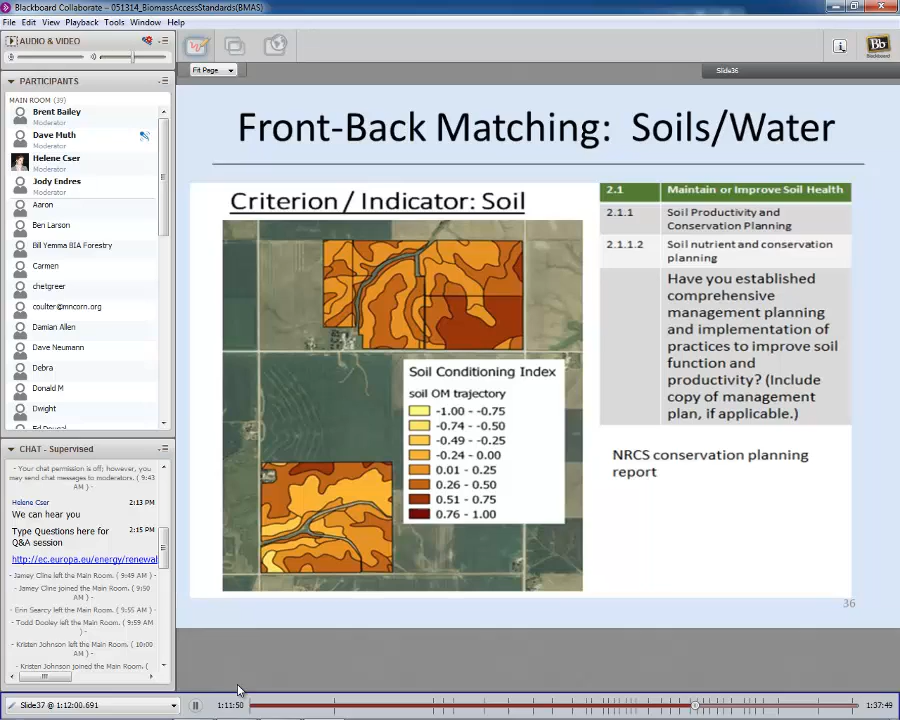 Blackboard Collaborate – 051314_BiomassAccessStandards(BMAS)
File Edit View Playback Tools Window Help
AUDIO & VIDEO
Fit Page
Slide36
Bb
Blackboard
PARTICIPANTS
MAIN ROOM (39)
Brent Bailey
Moderator
Dave Muth
Moderator
Helene Cser
Moderator
Jody Endres
Moderator
Aaron
Ben Larson
Bill Yemma BIA Forestry
Carmen
chetgreer
coulter@mncorn.org
Damian Allen
Dave Neumann
Debra
Donald M
Dwight
CHAT - Supervised
- Your chat permission is off; however, you
may send chat messages to moderators. ( 9:43
AM ) -
Helene Cser 2:13 PM
We can hear you
Type Questions here for 2:15 PM
Q&A session
http://ec.europa.eu/energy/renewal
- Jamey Cline left the Main Room. ( 9:49 AM ) -
- Jamey Cline joined the Main Room. ( 9:50
AM ) -
- Erin Searcy left the Main Room. ( 9:55 AM ) -
- Todd Dooley left the Main Room. ( 9:59
AM ) -
- Kristen Johnson left the Main Room. ( 10:00
AM ) -
- Kristen Johnson joined the Main Room. (
Slide37 @ 1:12:00.691
1:11:50
1:37:49
Front-Back Matching: Soils/Water
Criterion / Indicator: Soil
Soil Conditioning Index
soil OM trajectory
-1.00 - -0.75
-0.74 - -0.50
-0.49 - -0.25
-0.24 - 0.00
0.01 - 0.25
0.26 - 0.50
0.51 - 0.75
0.76 - 1.00
2.1 Maintain or Improve Soil Health
2.1.1 Soil Productivity and
Conservation Planning
2.1.1.2 Soil nutrient and conservation
planning
Have you established
comprehensive
management planning
and implementation of
practices to improve soil
function and
productivity? (Include
copy of management
plan, if applicable.)
NRCS conservation planning
report
36